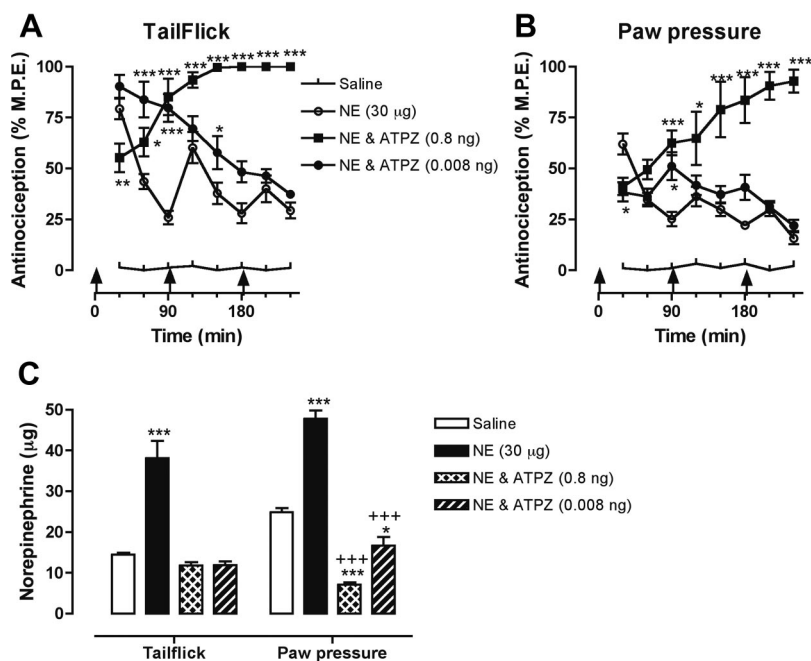 A
TailFlick
Antinociception (% M.P.E.)
100
75
50
25
0
*** *** *** *** *** *** ***
**
*
***
*
0 90 180
Time (min)
Saline
NE (30 µg)
NE & ATPZ (0.8 ng)
NE & ATPZ (0.008 ng)
B
Paw pressure
Antinociception (% M.P.E.)
100
75
50
25
0
*** * *** *** *** ***
*
*
0 90 180
Time (min)
C
Norepinephrine (µg)
50
40
30
20
10
0
***
***
+++
***
+++
*
Tailflick Paw pressure
Saline
NE (30 µg)
NE & ATPZ (0.8 ng)
NE & ATPZ (0.008 ng)